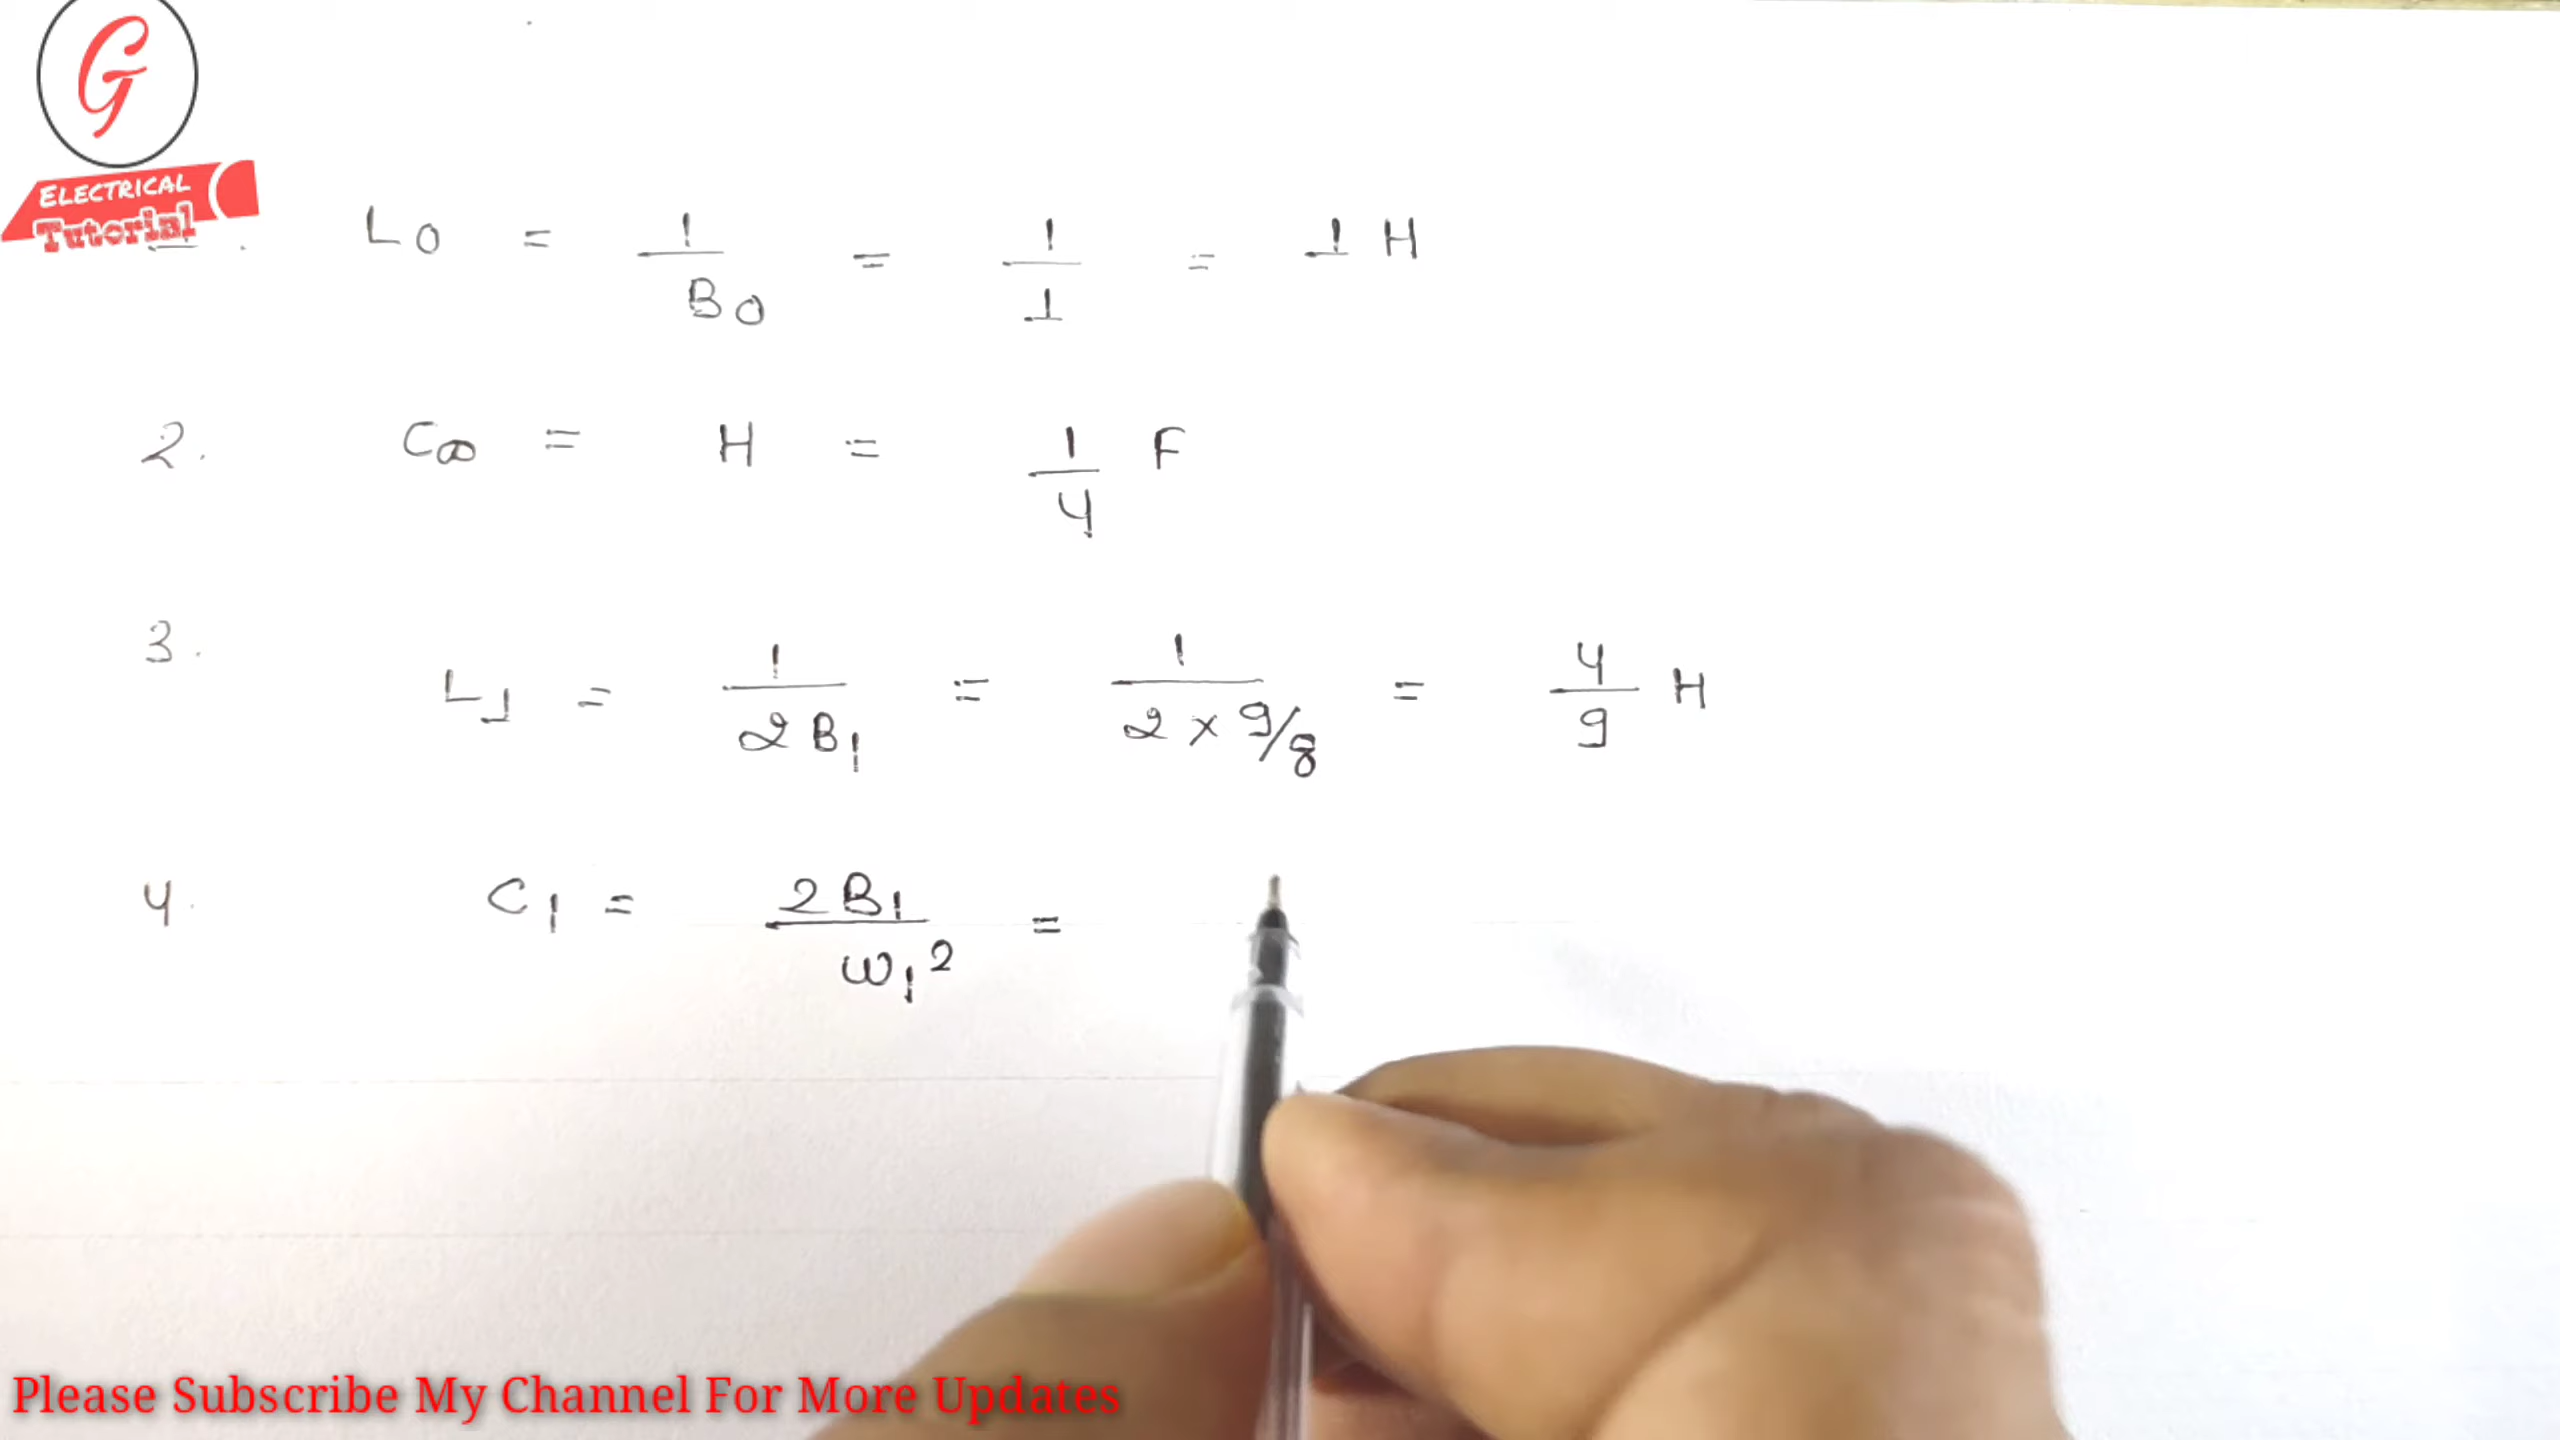 G
ELECTRICAL
Tutorial
L0 = 1/B0 = 1/1 = 1 H
2. C∞ = H = 1/4 F
3. L1 = 1/2B1 = 1/(2 × 9/8) = 4/9 H
4. C1 = 2B1/ω1² =
Please Subscribe My Channel For More Updates